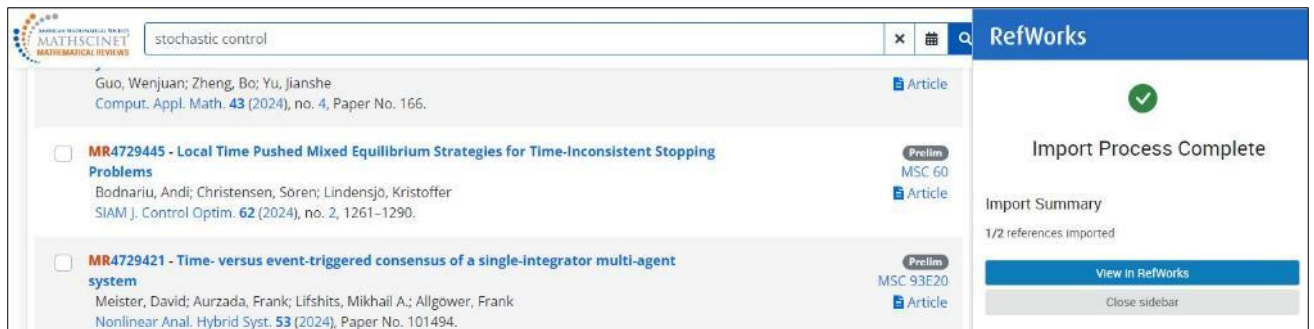 AMERICAN MATHEMATICAL SOCIETY
MATHSCINET
MATHEMATICAL REVIEWS
stochastic control
Guo, Wenjuan; Zheng, Bo; Yu, Jianshe
Article
Comput. Appl. Math. 43 (2024), no. 4, Paper No. 166.
MR4729445 - Local Time Pushed Mixed Equilibrium Strategies for Time-Inconsistent Stopping
Problems
Prelim
MSC 60
Bodnariu, Andi; Christensen, Sören; Lindensjö, Kristoffer
Article
SIAM J. Control Optim. 62 (2024), no. 2, 1261–1290.
MR4729421 - Time- versus event-triggered consensus of a single-integrator multi-agent
system
Prelim
MSC 93E20
Meister, David; Aurzada, Frank; Lifshits, Mikhail A.; Allgöwer, Frank
Article
Nonlinear Anal. Hybrid Syst. 53 (2024), Paper No. 101494.
RefWorks
Import Process Complete
Import Summary
1/2 references imported
View in RefWorks
Close sidebar